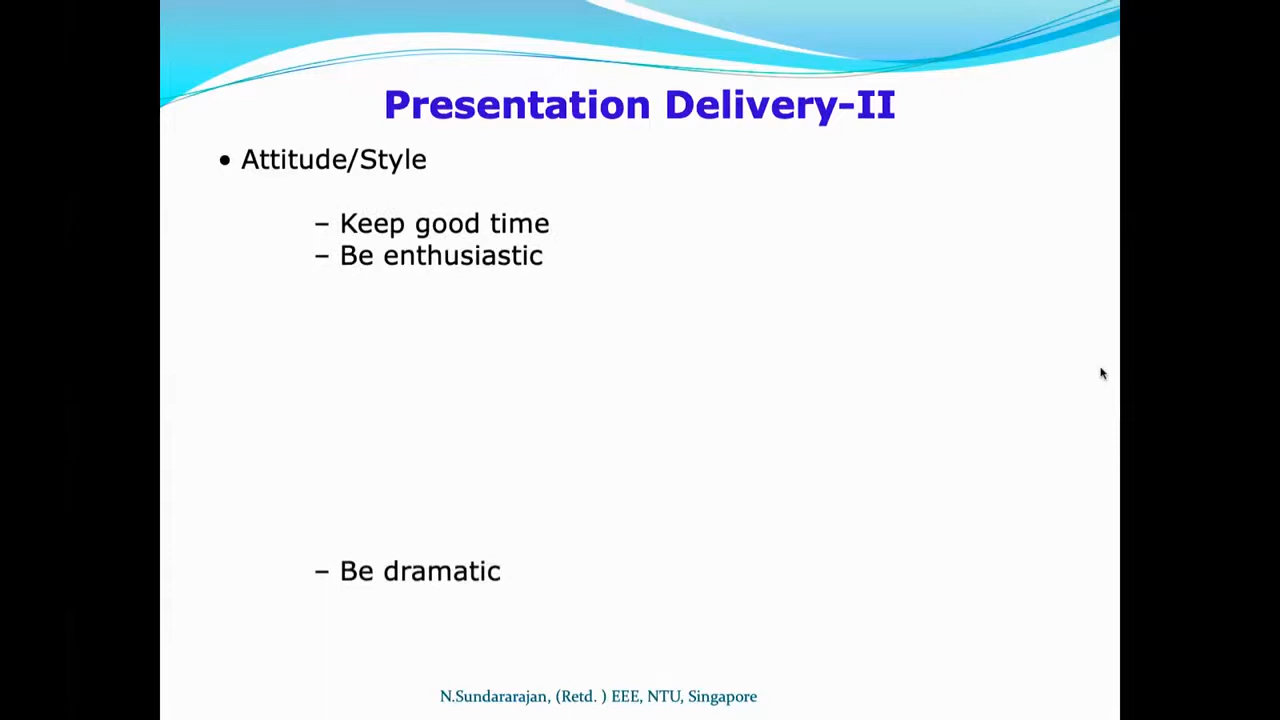 Presentation Delivery-II
• Attitude/Style
– Keep good time
– Be enthusiastic
– Be dramatic
N.Sundararajan, (Retd. ) EEE, NTU, Singapore